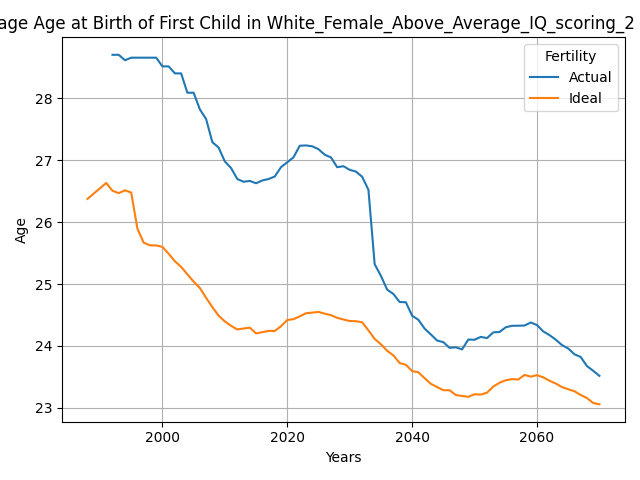 age Age at Birth of First Child in White_Female_Above_Average_IQ_scoring_2
Fertility
Actual
Ideal
Age
28
27
26
25
24
23
2000 2020 2040 2060
Years